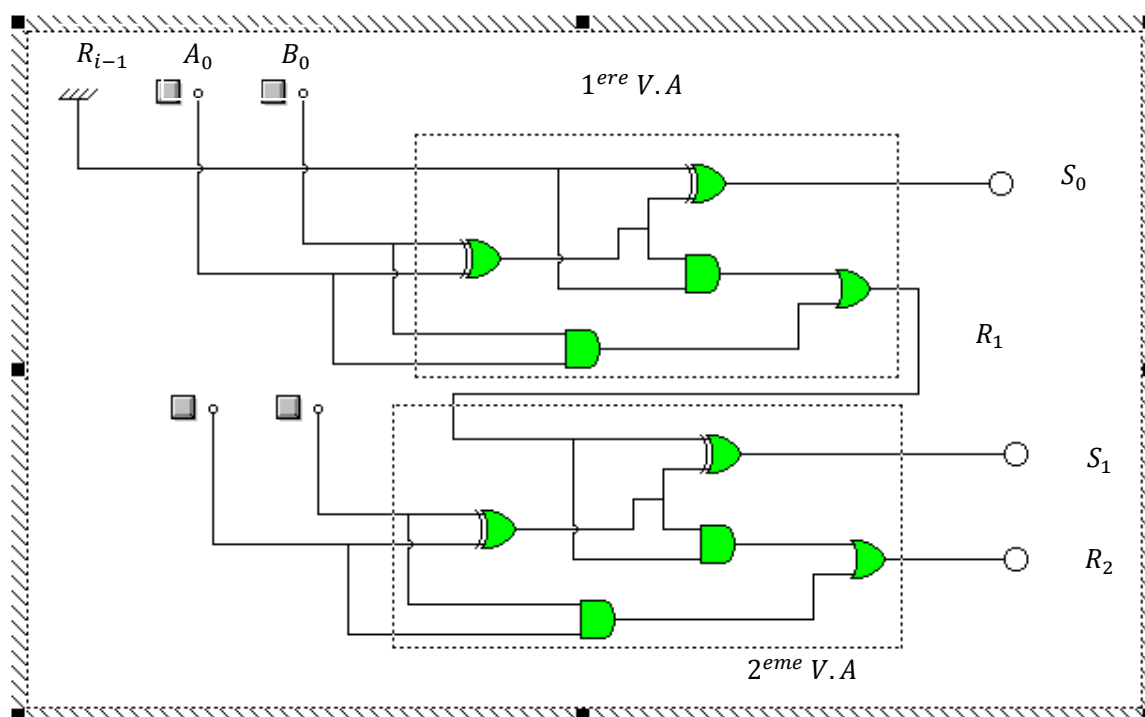 R_{i-1} A_0 B_0
1^{ere} V.A
S_0
R_1
S_1
R_2
2^{eme} V.A